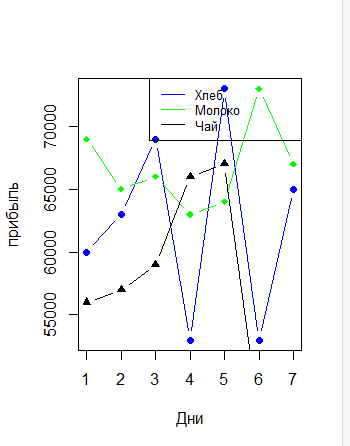 Хлеб
Молоко
Чай
70000
65000
60000
55000
прибыль
1 2 3 4 5 6 7
Дни